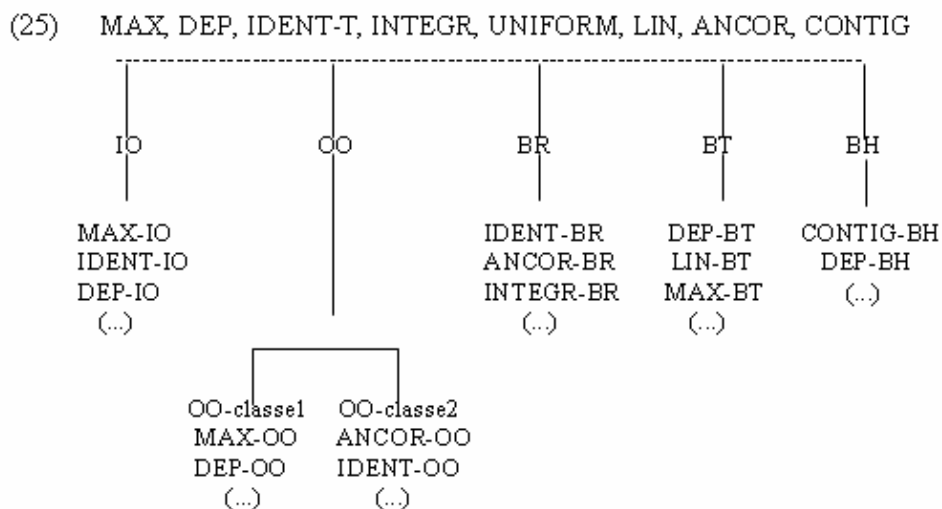 (25) MAX, DEP, IDENT-T, INTEGR, UNIFORM, LIN, ANCOR, CONTIG
IO OO BR BT BH
MAX-IO IDENT-BR DEP-BT CONTIG-BH
IDENT-IO ANCOR-BR LIN-BT DEP-BH
DEP-IO INTEGR-BR MAX-BT (...)
(...) (...) (...)
OO-classe1 OO-classe2
MAX-OO ANCOR-OO
DEP-OO IDENT-OO
(...) (...)